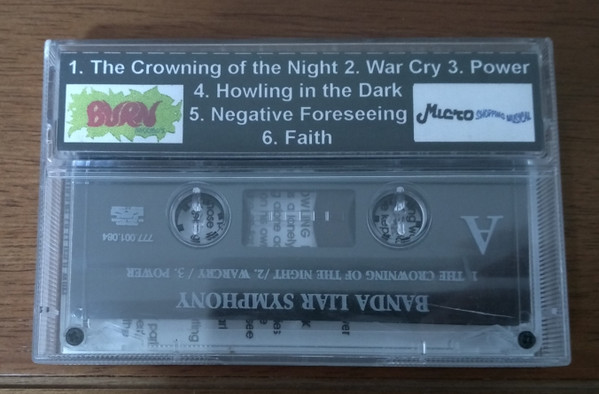 1. The Crowning of the Night 2. War Cry 3. Power
4. Howling in the Dark
5. Negative Foreseeing
6. Faith
BURN
Micro SHOPPING MUSICAL
A
777.001.064
1. THE CROWNING OF THE NIGHT / 2. WARCRY / 3. POWER
BANDA LIAR SYMPHONY